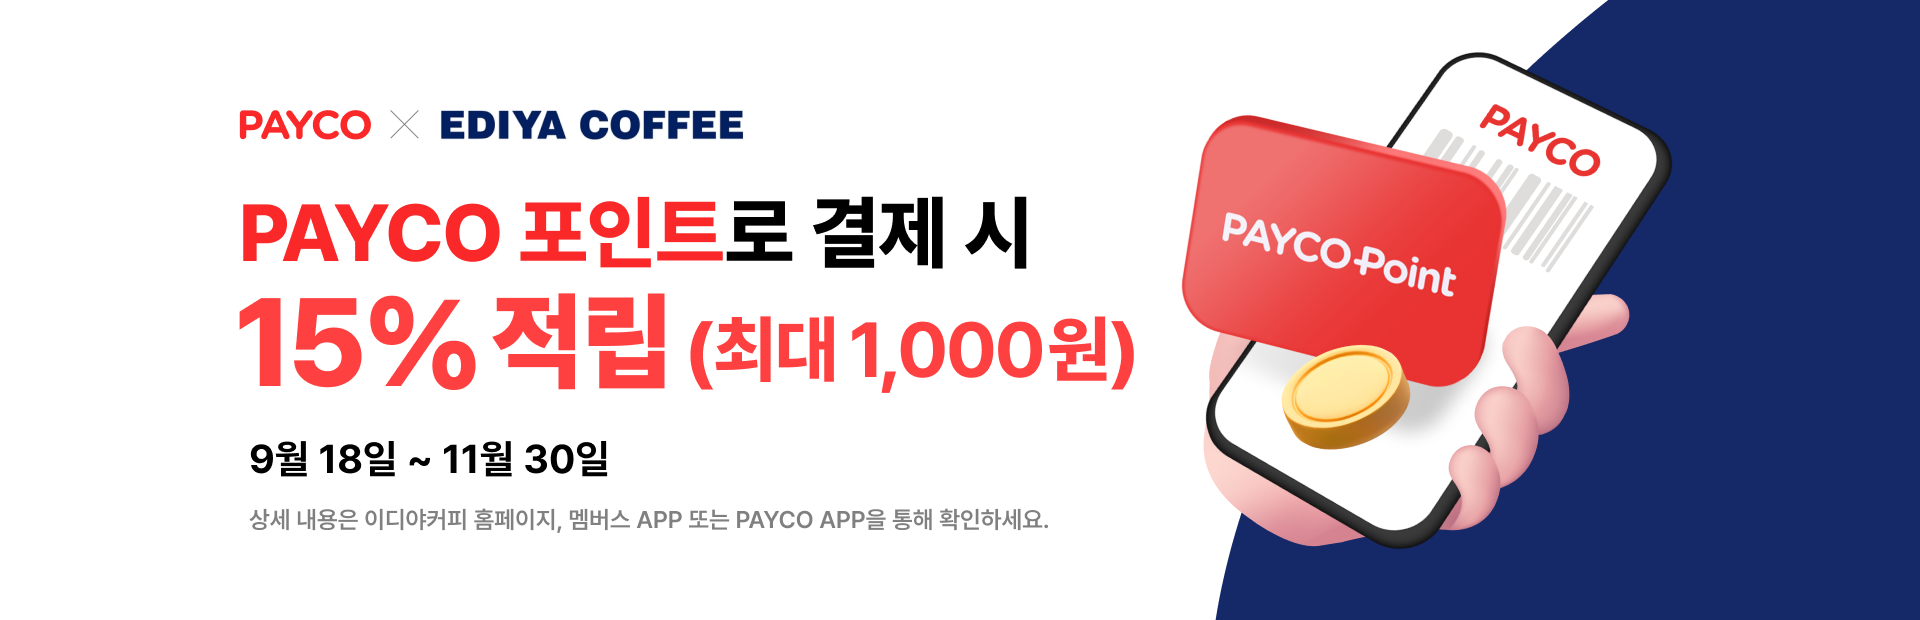 PAYCO × EDIYA COFFEE
PAYCO 포인트로 결제 시
15% 적립 (최대 1,000원)
9월 18일 ~ 11월 30일
상세 내용은 이디야커피 홈페이지, 멤버스 APP 또는 PAYCO APP을 통해 확인하세요.
PAYCO
PAYCO Point